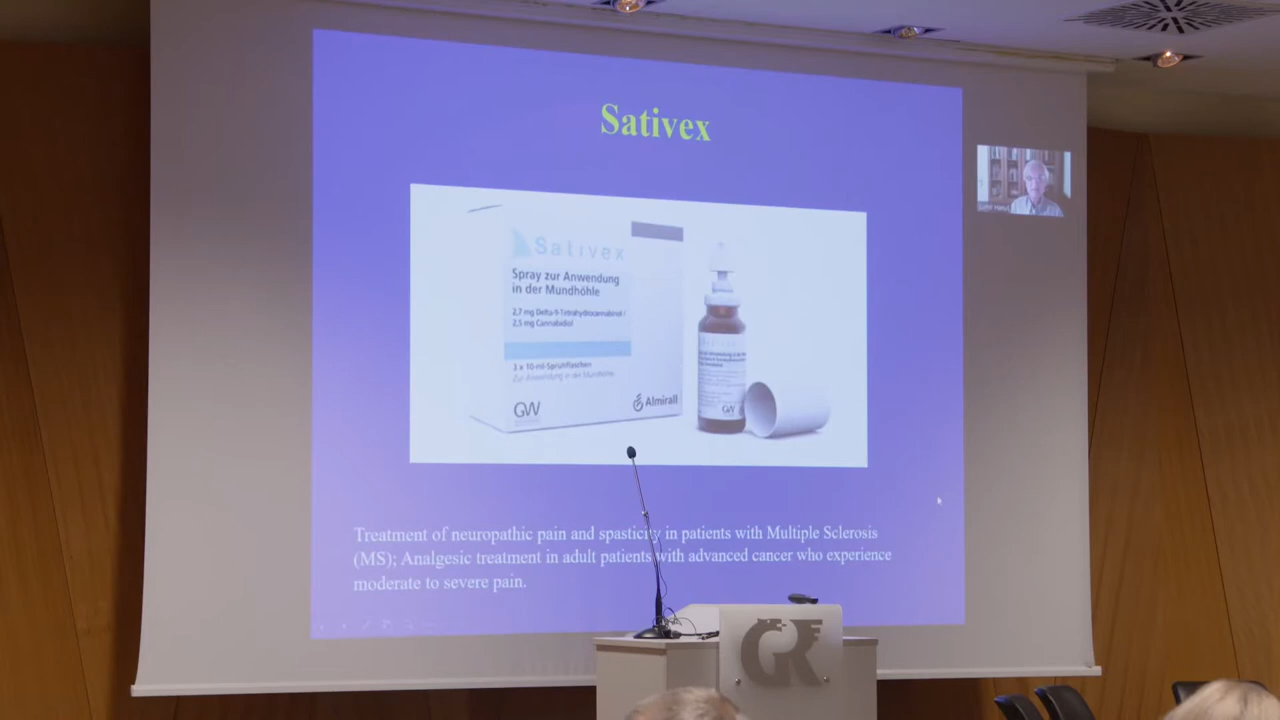 Sativex
Sativex
Spray zur Anwendung
in der Mundhöhle
2,7 mg Delta-9-Tetrahydrocannabinol /
2,5 mg Cannabidiol
3 x 10-ml-Sprühflaschen
Zur Anwendung in der Mundhöhle
GW
Almirall
GW
Treatment of neuropathic pain and spasticity in patients with Multiple Sclerosis
(MS); Analgesic treatment in adult patients with advanced cancer who experience
moderate to severe pain.